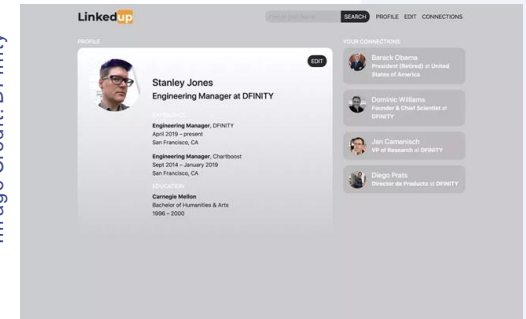 Image Credit: DFinity
Linkedup
SEARCH PROFILE EDIT CONNECTIONS
PROFILE
EDIT
Stanley Jones
Engineering Manager at DFINITY
Engineering Manager, DFINITY
April 2019 – present
San Francisco, CA
Engineering Manager, Chartboost
Sept 2014 – January 2019
San Francisco, CA
EDUCATION
Carnegie Mellon
Bachelor of Humanities & Arts
1996 – 2000
YOUR CONNECTIONS
Barack Obama
President (Retired) at United
States of America
Dominic Williams
Founder & Chief Scientist at
DFINITY
Jan Camenisch
VP of Research at DFINITY
Diego Prats
Director de Producto at DFINITY